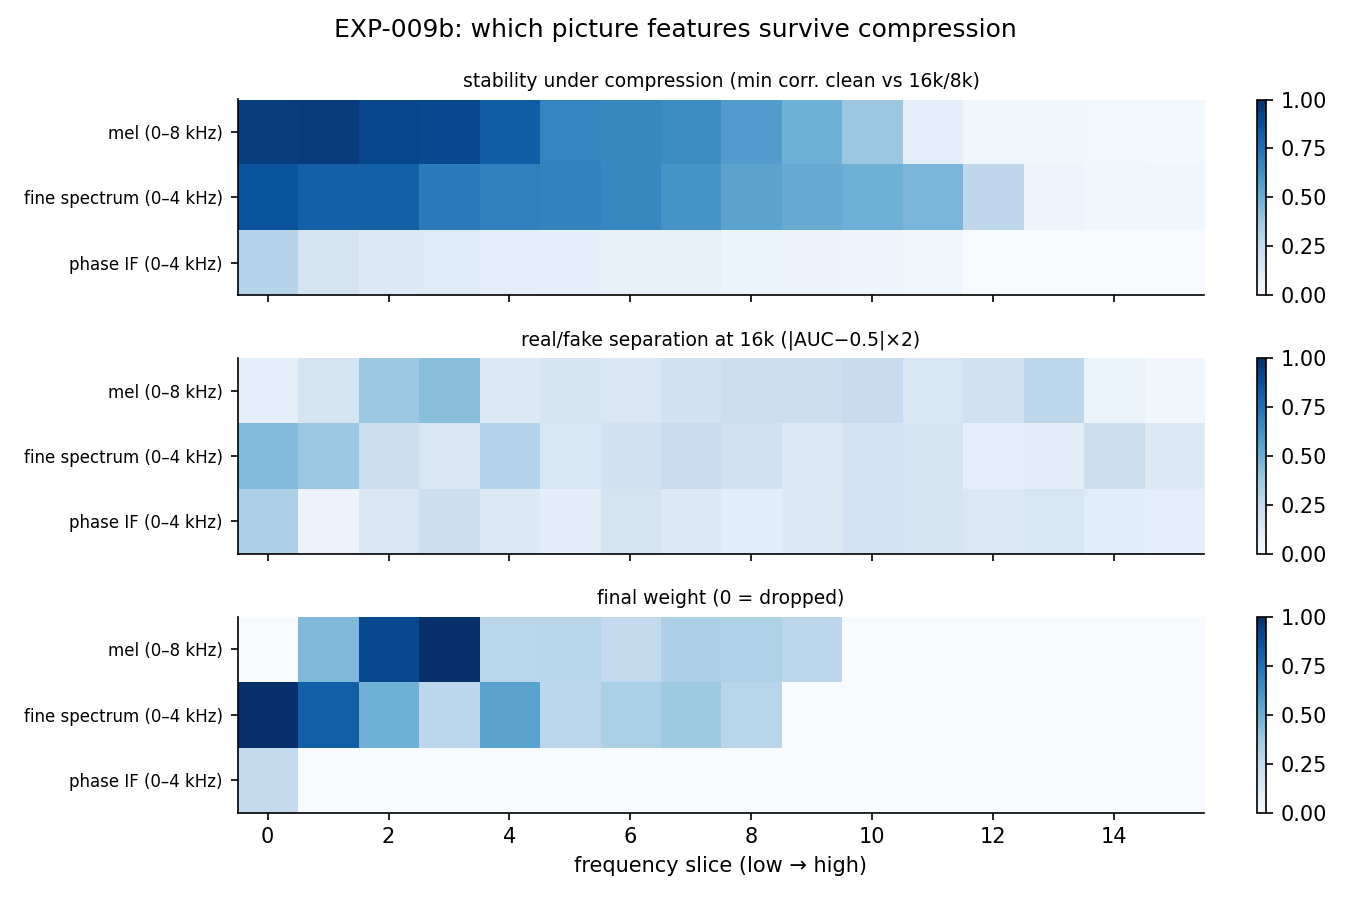 EXP-009b: which picture features survive compression
stability under compression (min corr. clean vs 16k/8k)
mel (0–8 kHz)
fine spectrum (0–4 kHz)
phase IF (0–4 kHz)
1.00
0.75
0.50
0.25
0.00
real/fake separation at 16k (|AUC−0.5|×2)
mel (0–8 kHz)
fine spectrum (0–4 kHz)
phase IF (0–4 kHz)
1.00
0.75
0.50
0.25
0.00
final weight (0 = dropped)
mel (0–8 kHz)
fine spectrum (0–4 kHz)
phase IF (0–4 kHz)
1.00
0.75
0.50
0.25
0.00
0 2 4 6 8 10 12 14
frequency slice (low → high)